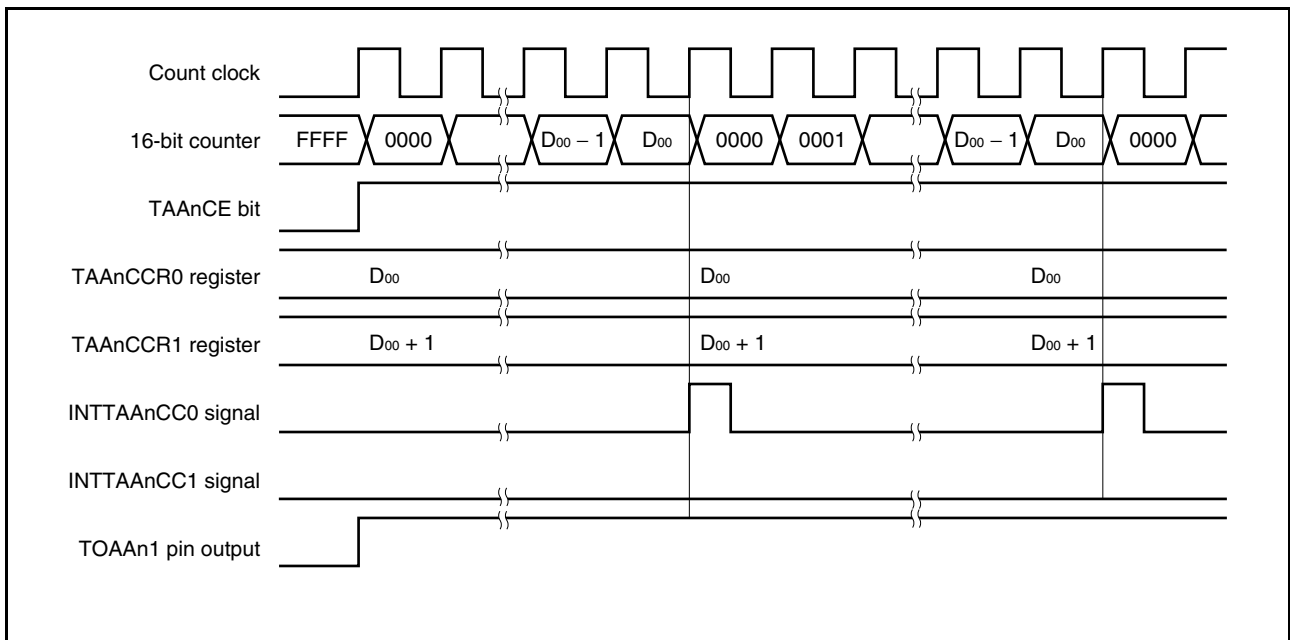 Count clock
16-bit counter FFFF 0000 D00 − 1 D00 0000 0001 D00 − 1 D00 0000
TAAnCE bit
TAAnCCR0 register D00 D00 D00
TAAnCCR1 register D00 + 1 D00 + 1 D00 + 1
INTTAAnCC0 signal
INTTAAnCC1 signal
TOAAn1 pin output